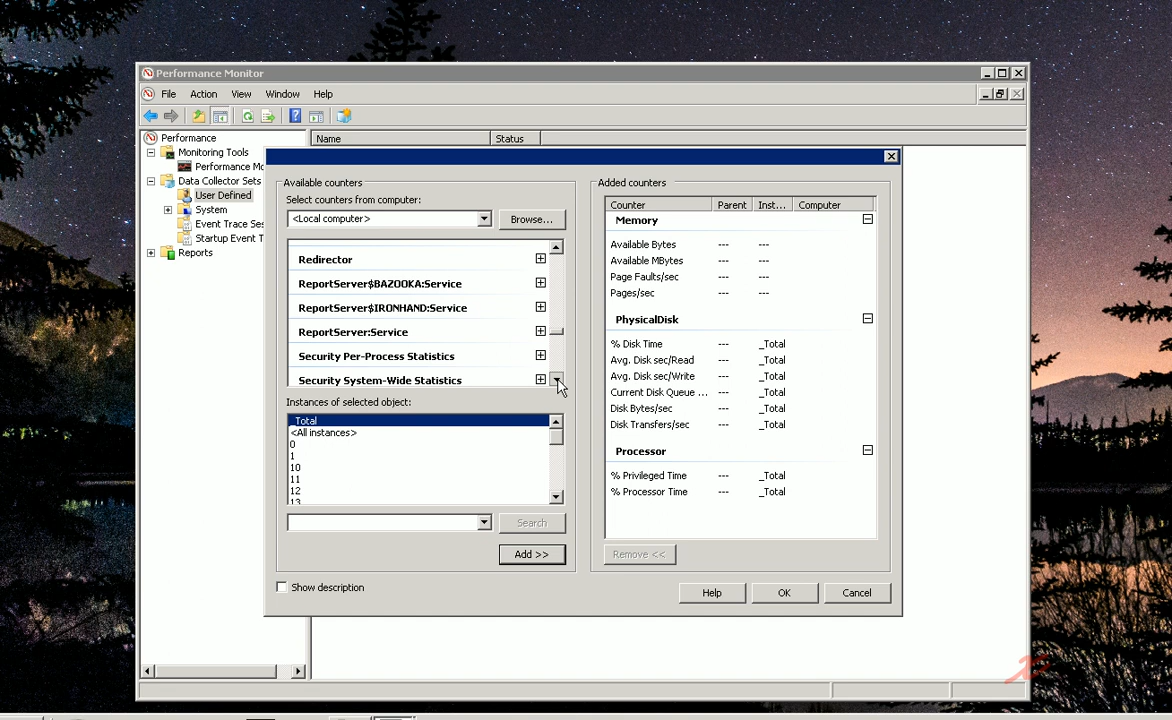 Performance Monitor
File Action View Window Help
Performance
Monitoring Tools
Performance Mo
Data Collector Sets
User Defined
System
Event Trace Ses
Startup Event T
Reports
Name Status
Available counters
Select counters from computer:
<Local computer>
Browse...
Redirector
ReportServer$BAZOOKA:Service
ReportServer$IRONHAND:Service
ReportServer:Service
Security Per-Process Statistics
Security System-Wide Statistics
Instances of selected object:
_Total
<All instances>
0
1
10
11
12
13
Search
Add >>
Show description
Added counters
Counter Parent Inst... Computer
Memory
Available Bytes --- ---
Available MBytes --- ---
Page Faults/sec --- ---
Pages/sec --- ---
PhysicalDisk
% Disk Time --- _Total
Avg. Disk sec/Read --- _Total
Avg. Disk sec/Write --- _Total
Current Disk Queue ... --- _Total
Disk Bytes/sec --- _Total
Disk Transfers/sec --- _Total
Processor
% Privileged Time --- _Total
% Processor Time --- _Total
Remove <<
Help OK Cancel